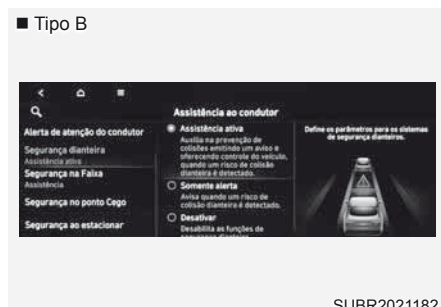 ■ Tipo B
Assistência ao condutor
Alerta de atenção do condutor
Segurança dianteira
Assistência ativa
Segurança na Faixa
Assistência
Segurança no ponto Cego
Segurança ao estacionar
Assistência ativa
Auxilia na prevenção de
colisões emitindo um aviso e
oferecendo controle do veículo,
quando um risco de colisão
dianteira é detectado.
Somente alerta
Avisa quando um risco de
colisão dianteira é detectado.
Desativar
Desabilita as funções de
segurança dianteira
Define os parâmetros para os sistemas
de segurança dianteiros.
SUBR2021182